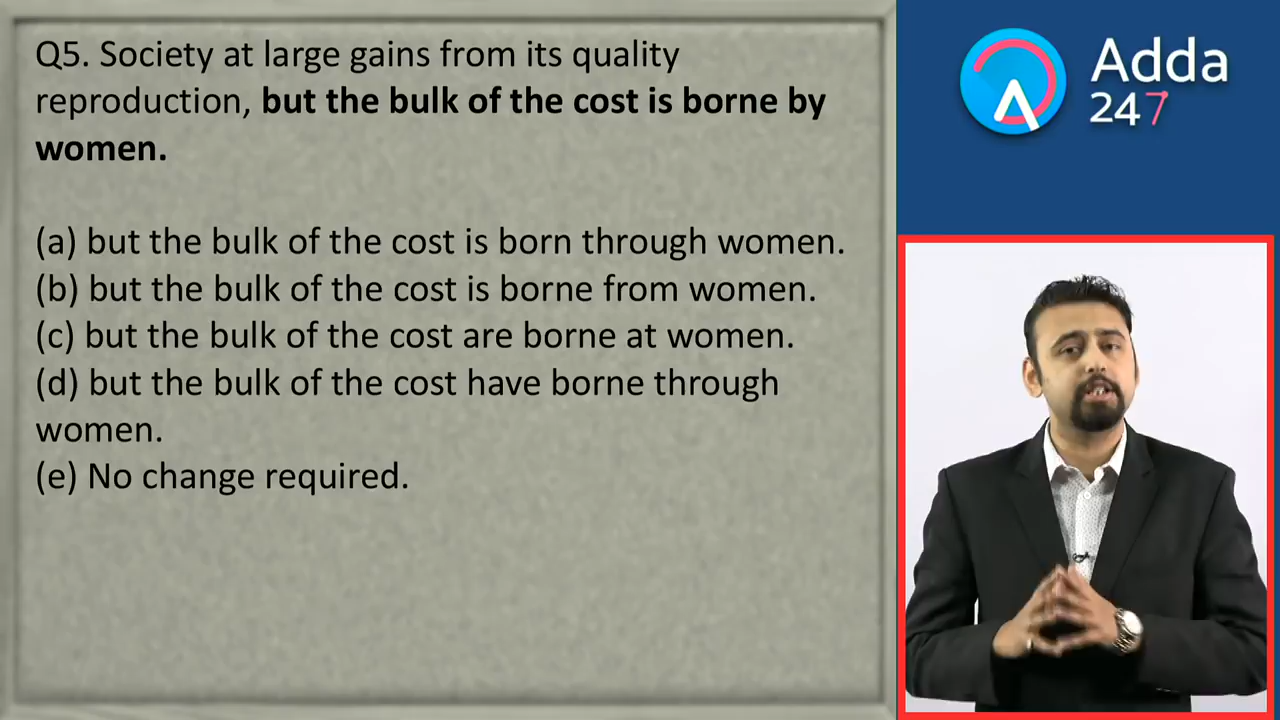 Q5. Society at large gains from its quality
reproduction, but the bulk of the cost is borne by
women.
(a) but the bulk of the cost is born through women.
(b) but the bulk of the cost is borne from women.
(c) but the bulk of the cost are borne at women.
(d) but the bulk of the cost have borne through
women.
(e) No change required.
Adda
247